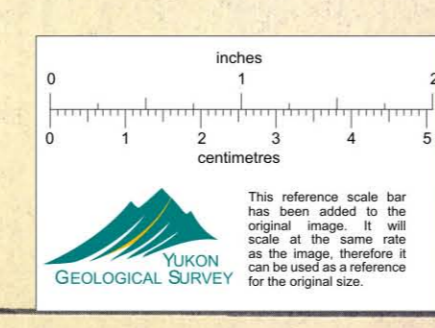 inches
0 1 2
0 1 2 3 4 5
centimetres
YUKON
GEOLOGICAL SURVEY
This reference scale bar
has been added to the
original image. It will
scale at the same rate
as the image, therefore it
can be used as a reference
for the original size.